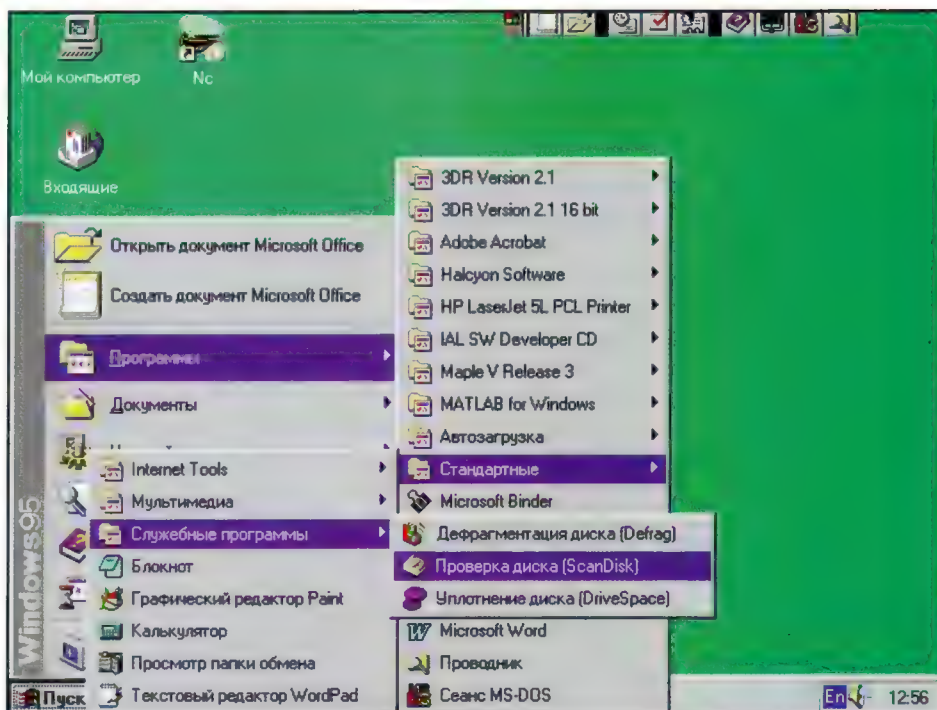 Мой компьютер
Nc
Входящие
Открыть документ Microsoft Office
Создать документ Microsoft Office
Программы
Документы
3DR Version 2.1
3DR Version 2.1 16 bit
Adobe Acrobat
Halcyon Software
HP LaserJet 5L PCL Printer
IAL SW Developer CD
Maple V Release 3
MATLAB for Windows
Автозагрузка
Стандартные
Microsoft Binder
Internet Tools
Мультимедиа
Служебные программы
Блокнот
Графический редактор Paint
Калькулятор
Просмотр папки обмена
Текстовый редактор WordPad
Дефрагментация диска (Defrag)
Проверка диска (ScanDisk)
Уплотнение диска (DriveSpace)
Microsoft Word
Проводник
Сеанс MS-DOS
Windows95
Пуск
En
12:56